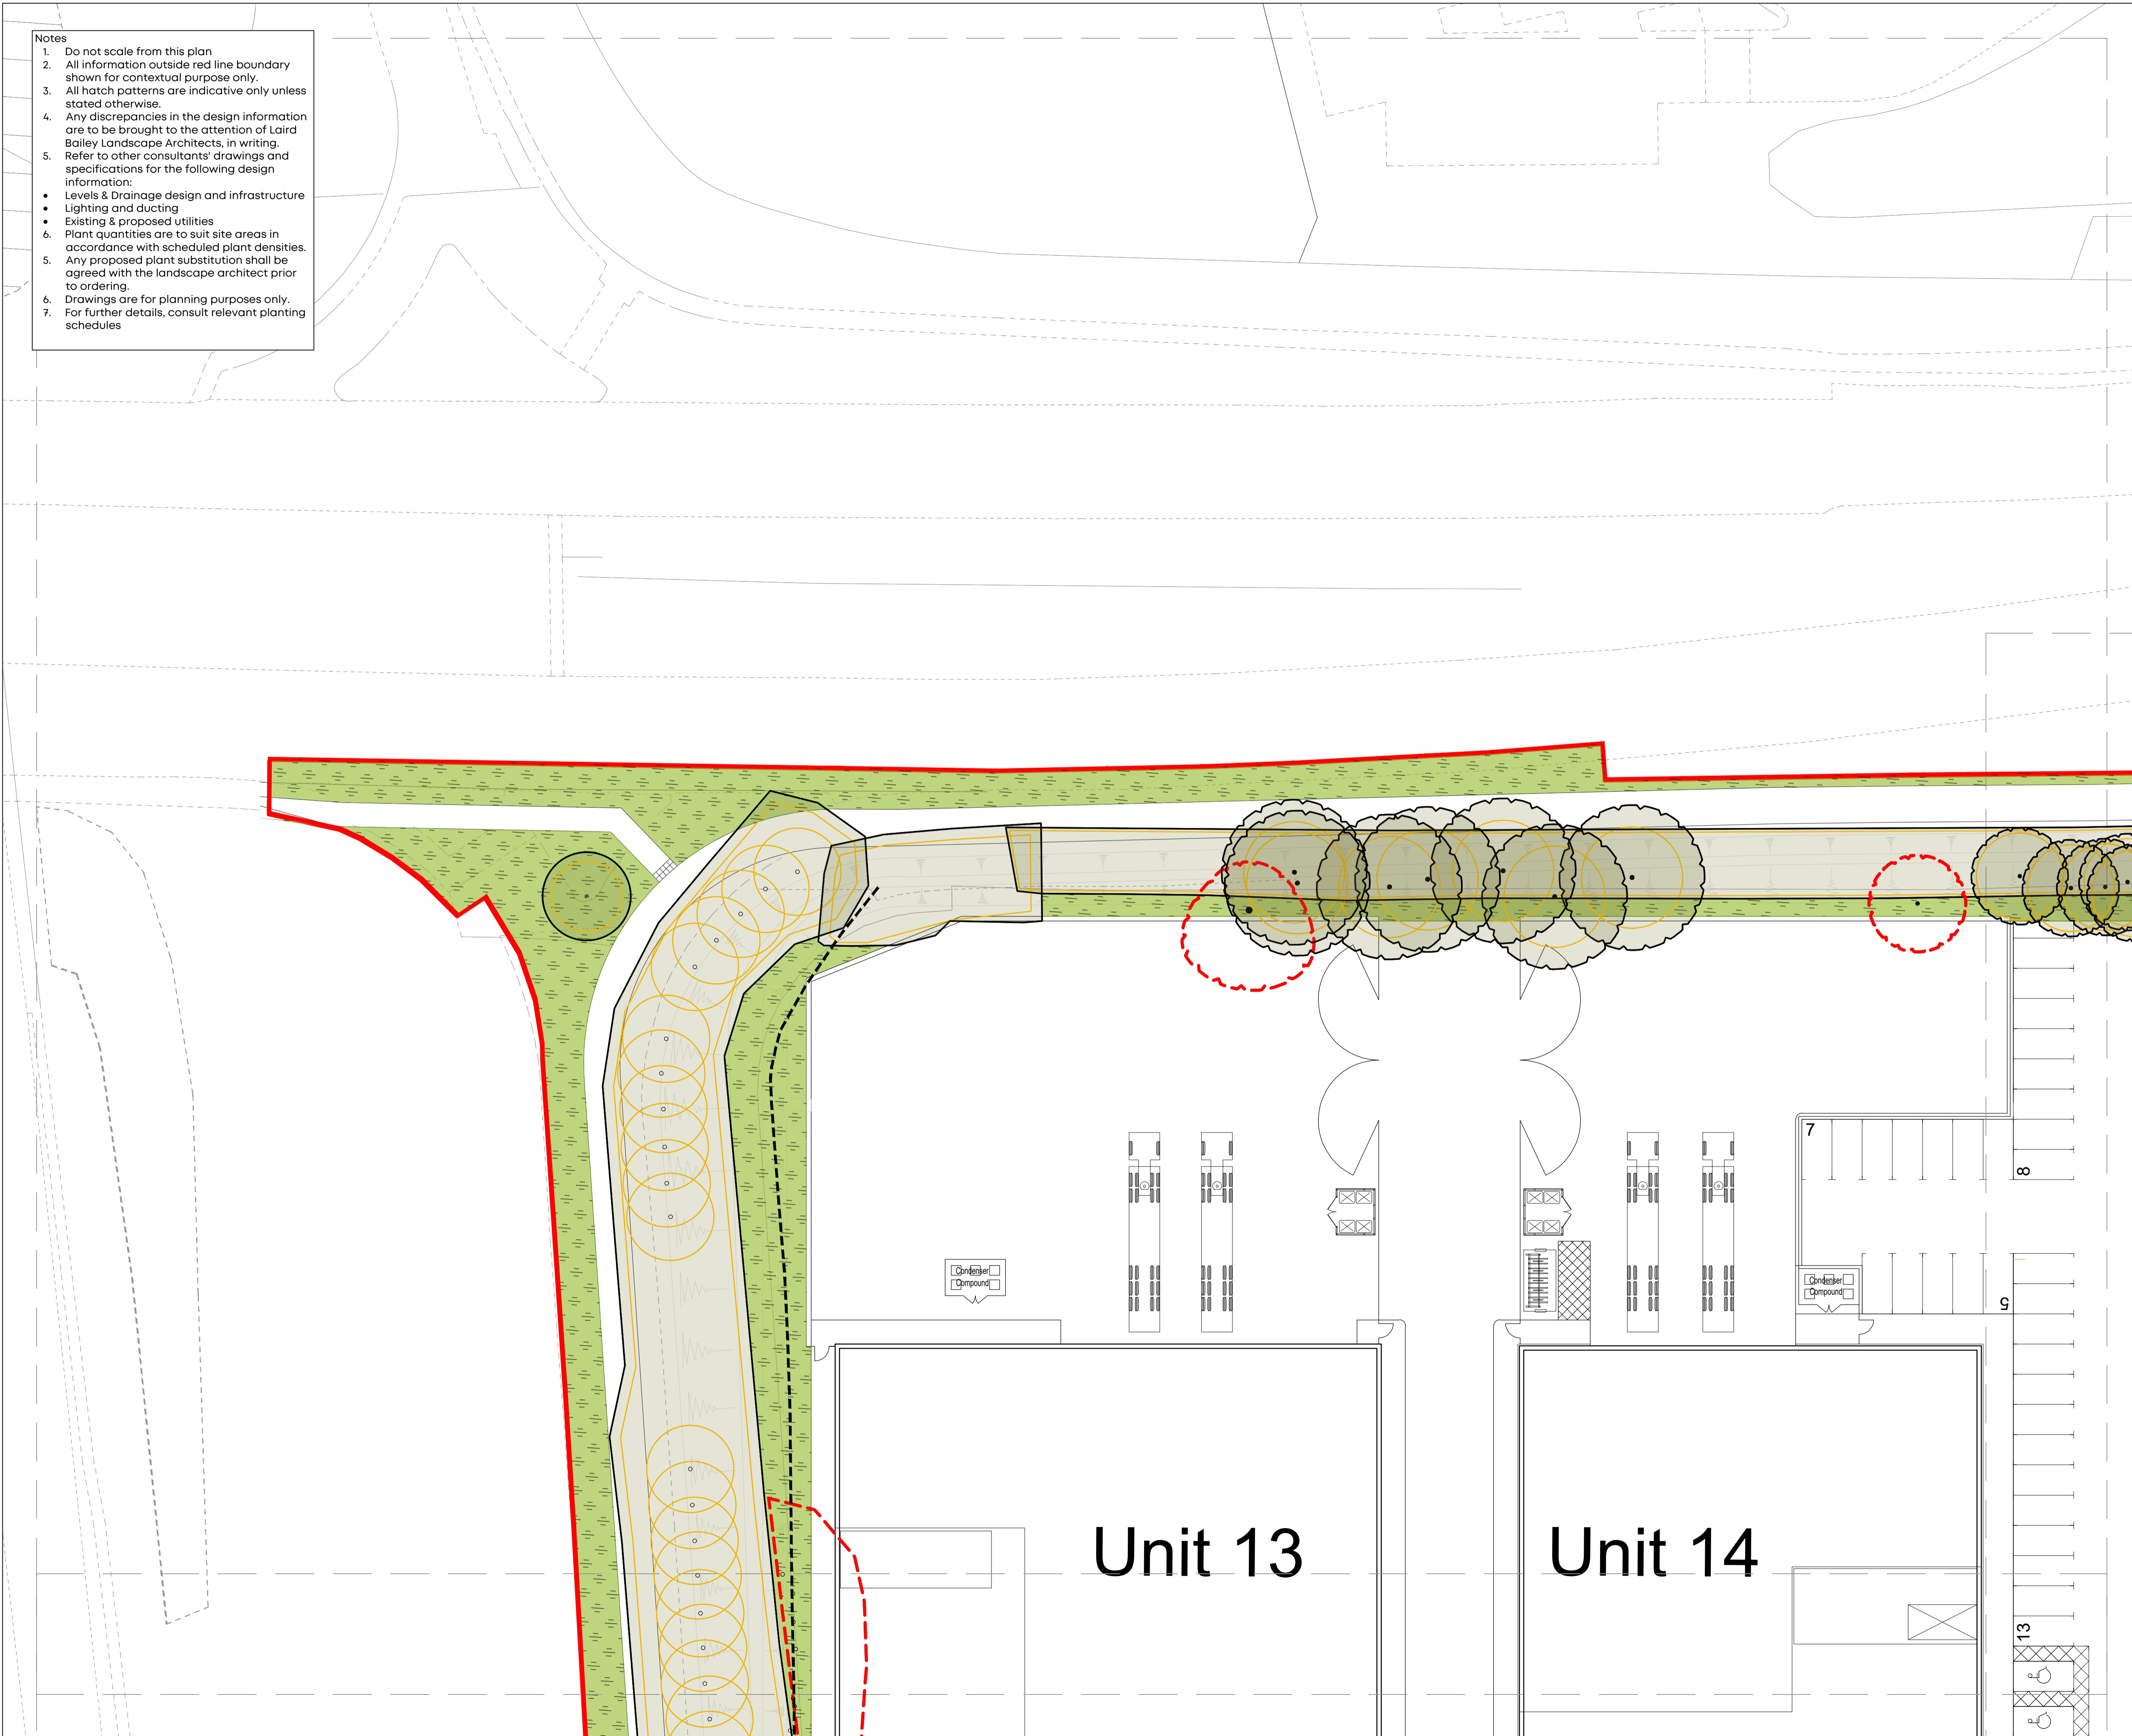 Notes
1. Do not scale from this plan
2. All information outside red line boundary
shown for contextual purpose only.
3. All hatch patterns are indicative only unless
stated otherwise.
4. Any discrepancies in the design information
are to be brought to the attention of Laird
Bailey Landscape Architects, in writing.
5. Refer to other consultants' drawings and
specifications for the following design
information:
• Levels & Drainage design and infrastructure
• Lighting and ducting
• Existing & proposed utilities
6. Plant quantities are to suit site areas in
accordance with scheduled plant densities.
5. Any proposed plant substitution shall be
agreed with the landscape architect prior
to ordering.
6. Drawings are for planning purposes only.
7. For further details, consult relevant planting
schedules
7
8
Condenser
Compound
Condenser
Compound
5
Unit 13
Unit 14
13